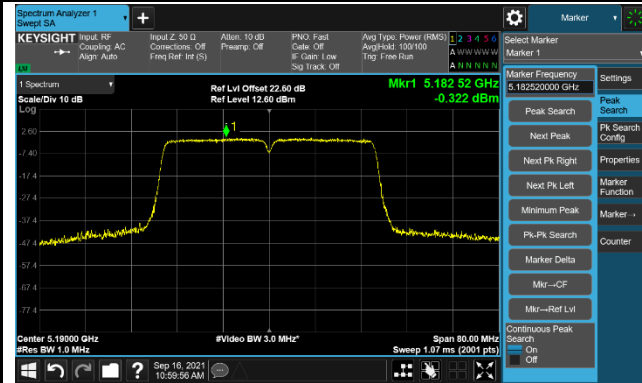 Spectrum Analyzer 1
Swept SA
Marker
KEYSIGHT Input: RF
Coupling: AC
Align: Auto
Input Z: 50 Ω
Corrections: Off
Freq Ref: Int (S)
Atten: 10 dB
Preamp: Off
PNO: Fast
Gate: Off
IF Gain: Low
Sig Track: Off
Avg Type: Power (RMS)
Avg|Hold: 100/100
Trig: Free Run
1 2 3 4 5 6
A W W W W W
A N N N N N
Select Marker
Marker 1
1 Spectrum
Scale/Div 10 dB
Log
Ref Lvl Offset 22.60 dB
Ref Level 12.60 dBm
Mkr1 5.182 52 GHz
-0.322 dBm
1
2.60
-7.40
-17.4
-27.4
-37.4
-47.4
-57.4
-67.4
-77.4
Center 5.19000 GHz
#Res BW 1.0 MHz
#Video BW 3.0 MHz*
Span 80.00 MHz
Sweep 1.07 ms (2001 pts)
Marker Frequency
5.182520000 GHz
Peak Search
Next Peak
Next Pk Right
Next Pk Left
Minimum Peak
Pk-Pk Search
Marker Delta
Mkr→CF
Mkr→Ref Lvl
Continuous Peak
Search
On
Off
Settings
Peak
Search
Pk Search
Config
Properties
Marker
Function
Marker→
Counter
Sep 16, 2021
10:59:56 AM